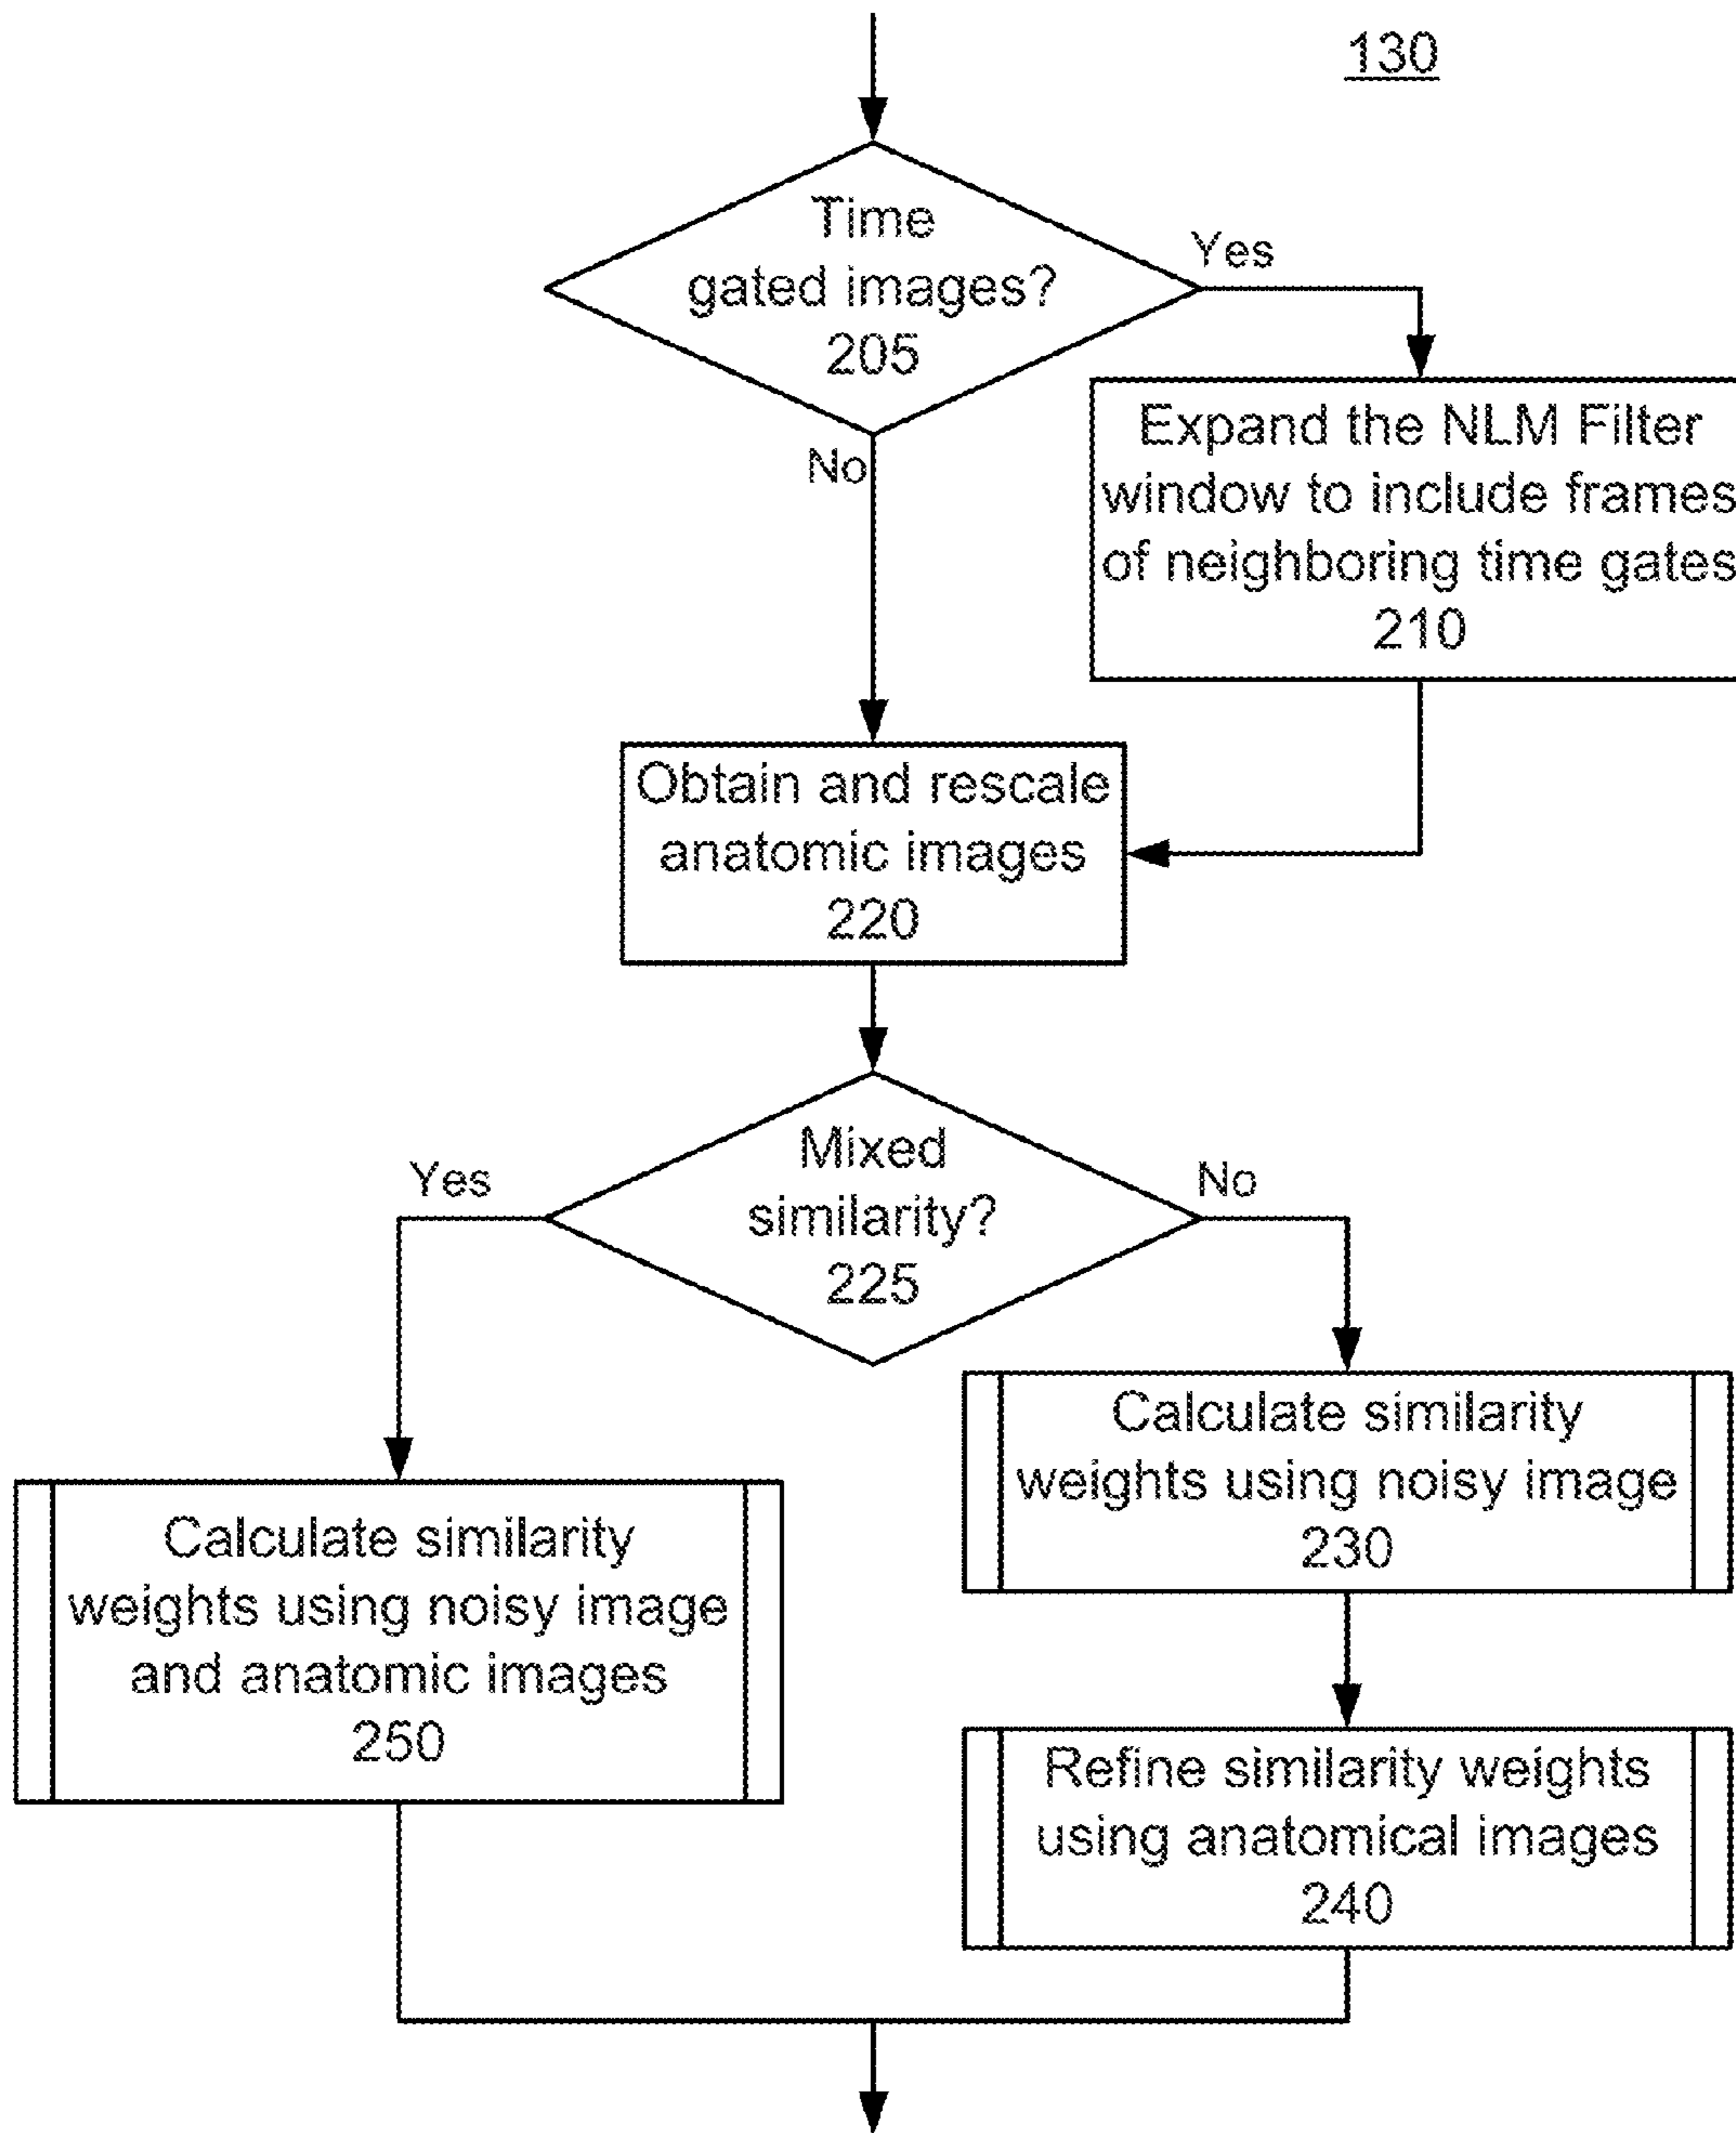 130
Time
gated images?
205
Yes
No
Expand the NLM Filter
window to include frames
of neighboring time gates
210
Obtain and rescale
anatomic images
220
Mixed
similarity?
225
Yes
No
Calculate similarity
weights using noisy image
230
Calculate similarity
weights using noisy image
and anatomic images
250
Refine similarity weights
using anatomical images
240